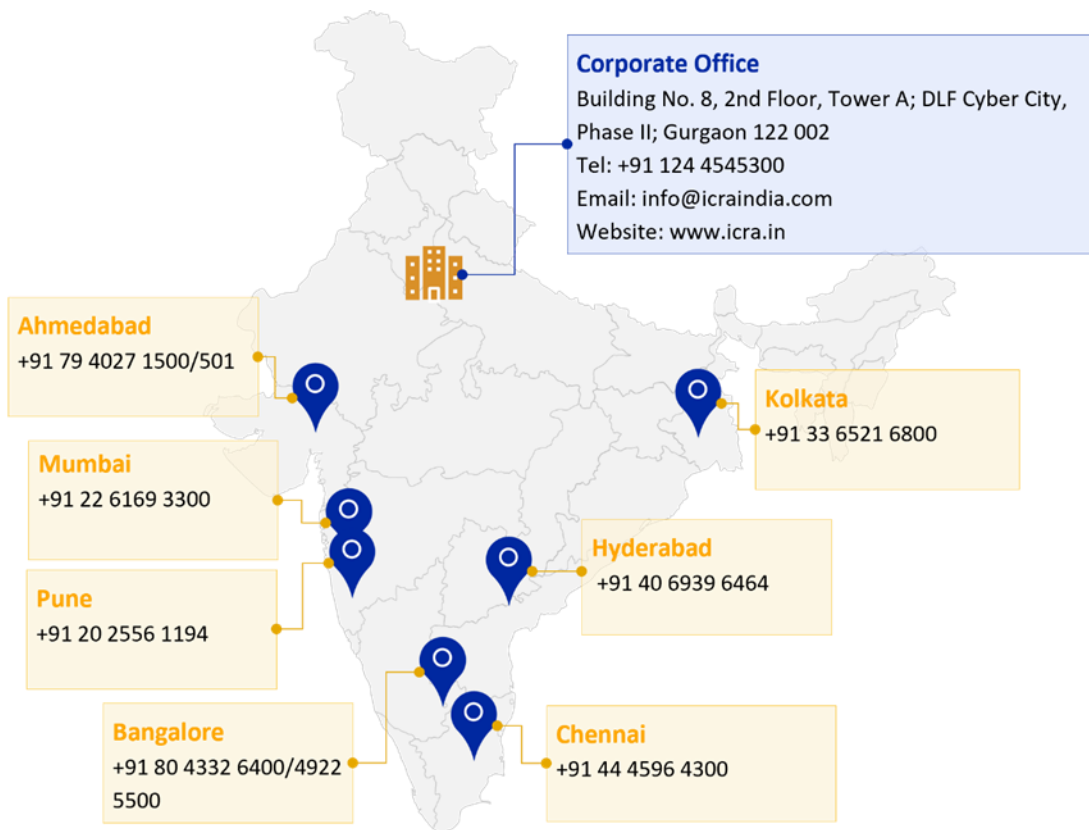 Corporate Office
Building No. 8, 2nd Floor, Tower A; DLF Cyber City,
Phase II; Gurgaon 122 002
Tel: +91 124 4545300
Email: info@icraindia.com
Website: www.icra.in
Ahmedabad
+91 79 4027 1500/501
Kolkata
+91 33 6521 6800
Mumbai
+91 22 6169 3300
Hyderabad
+91 40 6939 6464
Pune
+91 20 2556 1194
Bangalore
+91 80 4332 6400/4922
5500
Chennai
+91 44 4596 4300